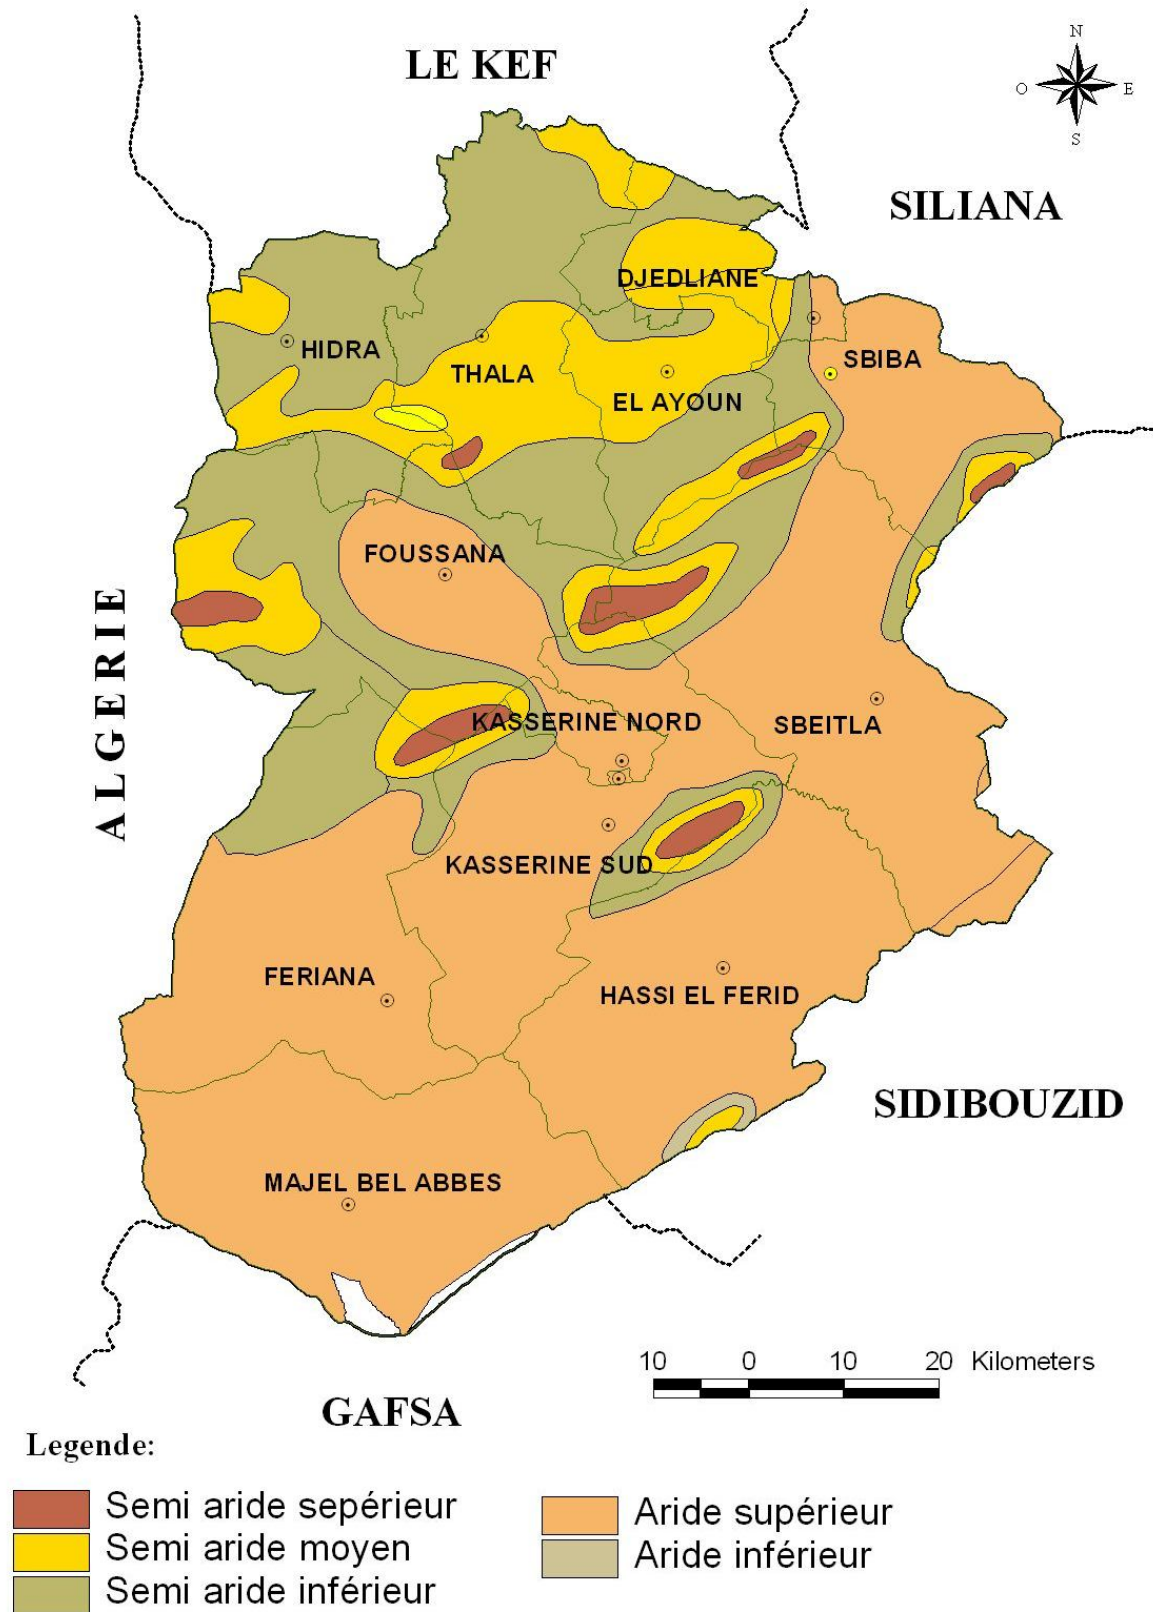 LE KEF
N
O
E
S
SILIANA
DJEDLIANE
HIDRA
SBIBA
THALA
EL AYOUN
FOUSSANA
ALGERIE
KASSERINE NORD
SBEITLA
KASSERINE SUD
FERIANA
HASSI EL FERID
SIDIBOUZID
MAJEL BEL ABBES
10 0 10 20 Kilometers
GAFSA
Legende:
Semi aride sepérieur
Semi aride moyen
Semi aride inférieur
Aride supérieur
Aride inférieur